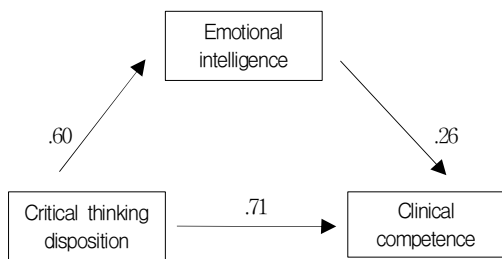 Emotional
intelligence
.60
.26
Critical thinking
disposition
.71
Clinical
competence